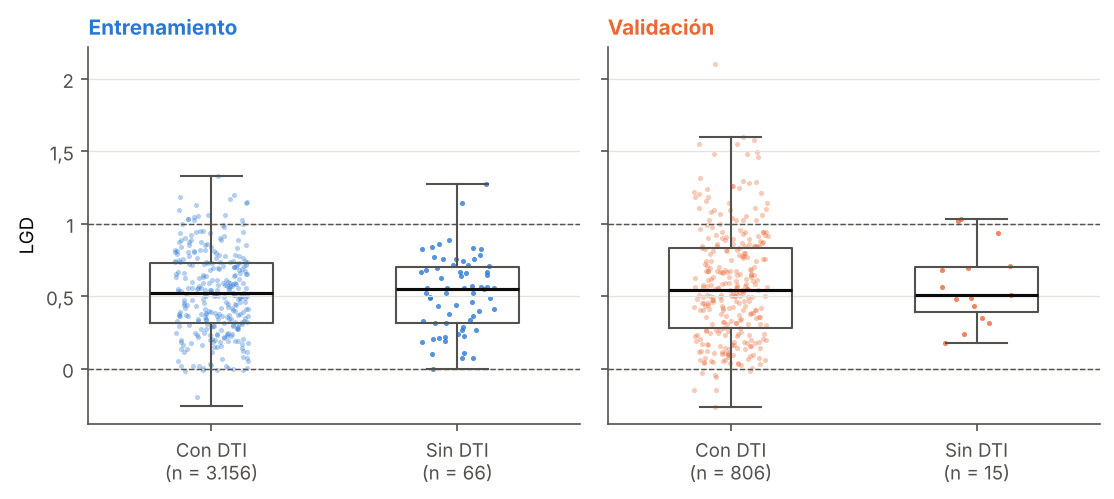 Entrenamiento
Validación
LGD
2
1,5
1
0,5
0
Con DTI
(n = 3.156)
Sin DTI
(n = 66)
Con DTI
(n = 806)
Sin DTI
(n = 15)